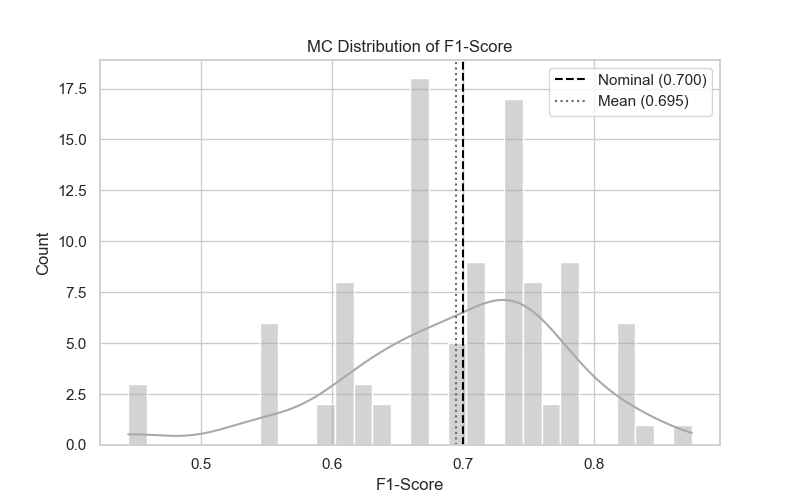 MC Distribution of F1-Score
Nominal (0.700)
Mean (0.695)
17.5
15.0
12.5
10.0
7.5
5.0
2.5
0.0
Count
0.5 0.6 0.7 0.8
F1-Score